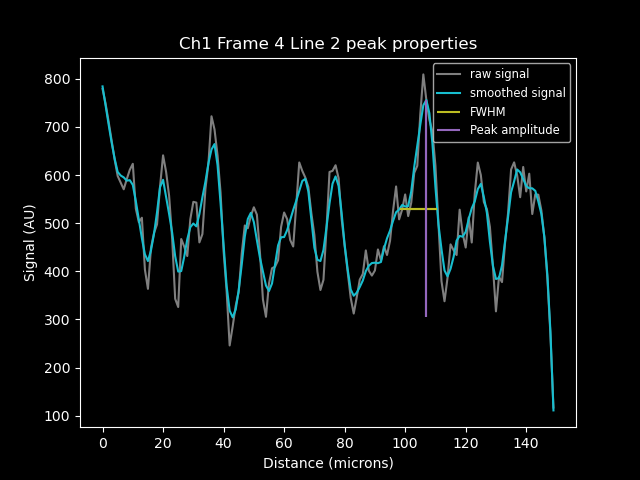 Ch1 Frame 4 Line 2 peak properties
raw signal
smoothed signal
FWHM
Peak amplitude
Signal (AU)
800
700
600
500
400
300
200
100
0 20 40 60 80 100 120 140
Distance (microns)